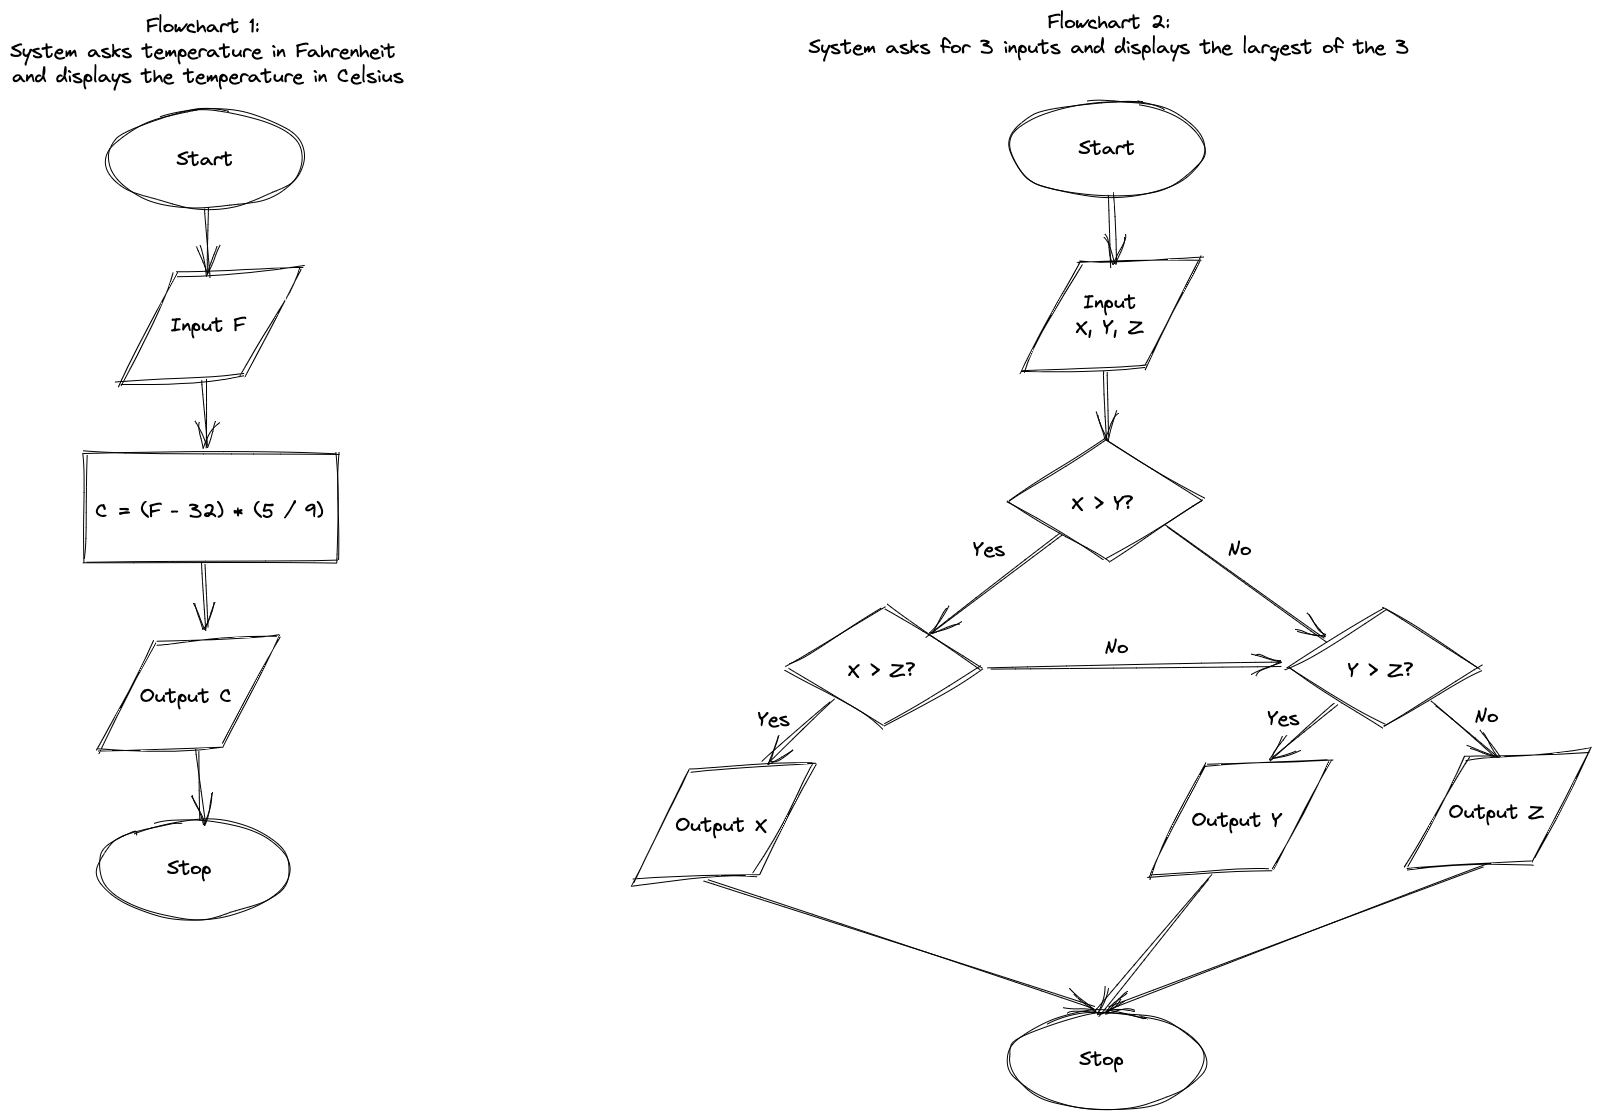 Flowchart 1:
System asks temperature in Fahrenheit
and displays the temperature in Celsius
Start
Input F
C = (F - 32) * (5 / 9)
Output C
Stop
Flowchart 2:
System asks for 3 inputs and displays the largest of the 3
Start
Input
X, Y, Z
X > Y?
Yes
No
X > Z?
No
Y > Z?
Yes
Yes
No
Output X
Output Y
Output Z
Stop